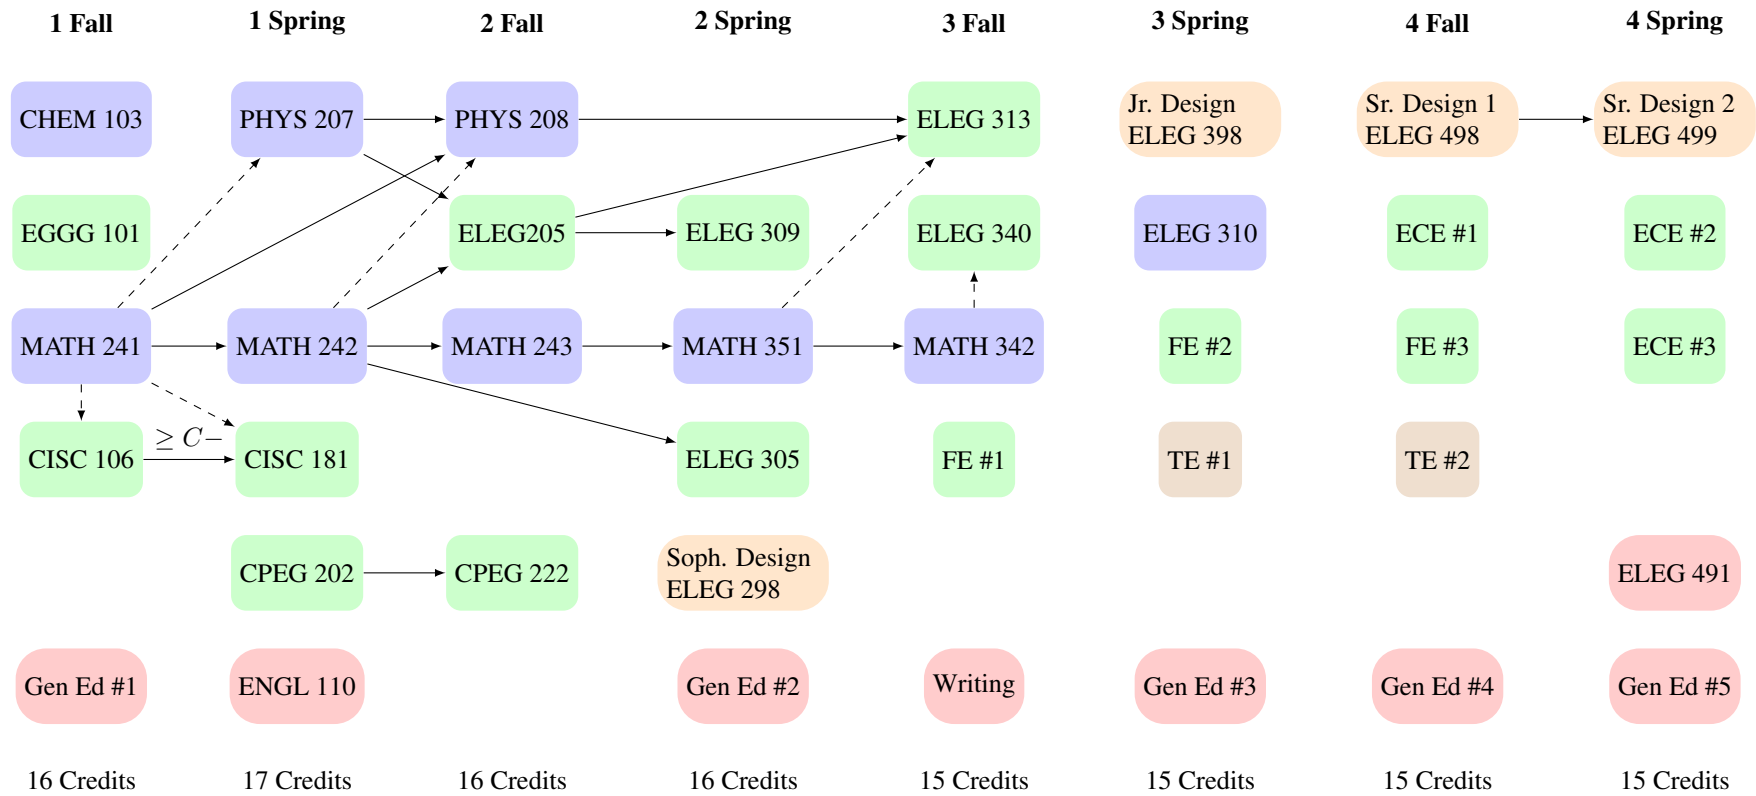 1 Fall
1 Spring
2 Fall
2 Spring
3 Fall
3 Spring
4 Fall
4 Spring
CHEM 103
PHYS 207
PHYS 208
ELEG 313
Jr. Design
ELEG 398
Sr. Design 1
ELEG 498
Sr. Design 2
ELEG 499
EGGG 101
ELEG205
ELEG 309
ELEG 340
ELEG 310
ECE #1
ECE #2
MATH 241
MATH 242
MATH 243
MATH 351
MATH 342
FE #2
FE #3
ECE #3
CISC 106
≥ C−
CISC 181
ELEG 305
FE #1
TE #1
TE #2
CPEG 202
CPEG 222
Soph. Design
ELEG 298
ELEG 491
Gen Ed #1
ENGL 110
Gen Ed #2
Writing
Gen Ed #3
Gen Ed #4
Gen Ed #5
16 Credits
17 Credits
16 Credits
16 Credits
15 Credits
15 Credits
15 Credits
15 Credits